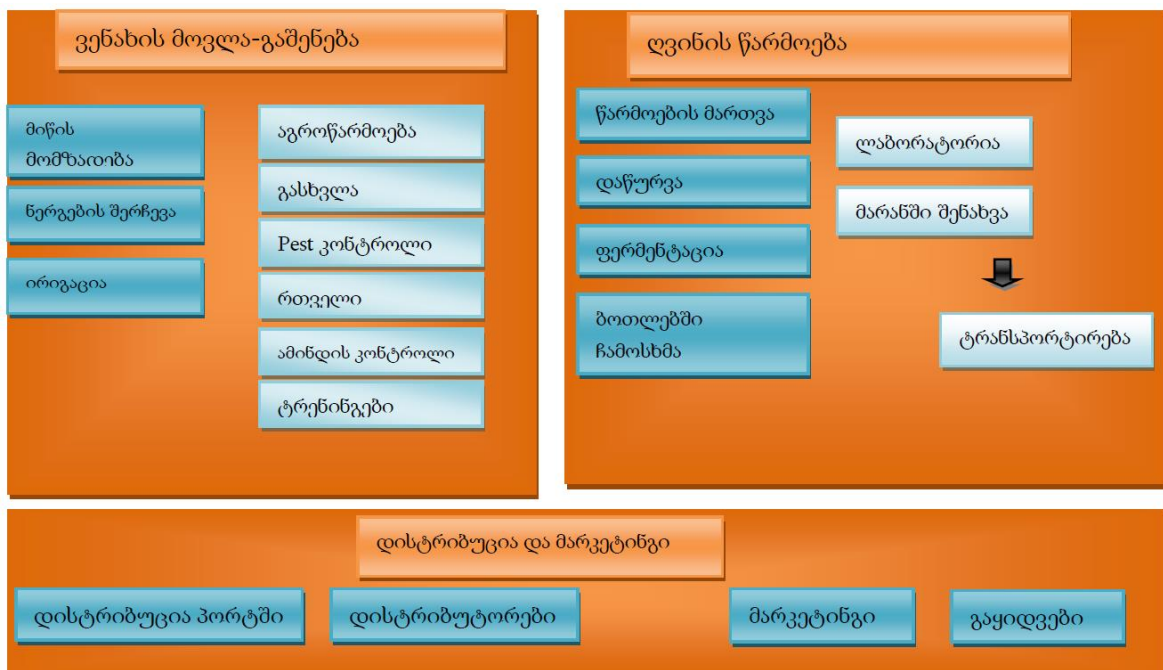 ვენახის მოვლა-გაშენება
მიწის
მომზადება
ნერგების შერჩევა
ირიგაცია
აგროწარმოება
გასხვლა
Pest კონტროლი
რთველი
ამინდის კონტროლი
ტრენინგები
ღვინის წარმოება
წარმოების მართვა
დაწურვა
ფერმენტაცია
ბოთლებში
ჩამოსხმა
ლაბორატორია
მარანში შენახვა
ტრანსპორტირება
დისტრიბუცია და მარკეტინგი
დისტრიბუცია პორტში
დისტრიბუტორები
მარკეტინგი
გაყიდვები